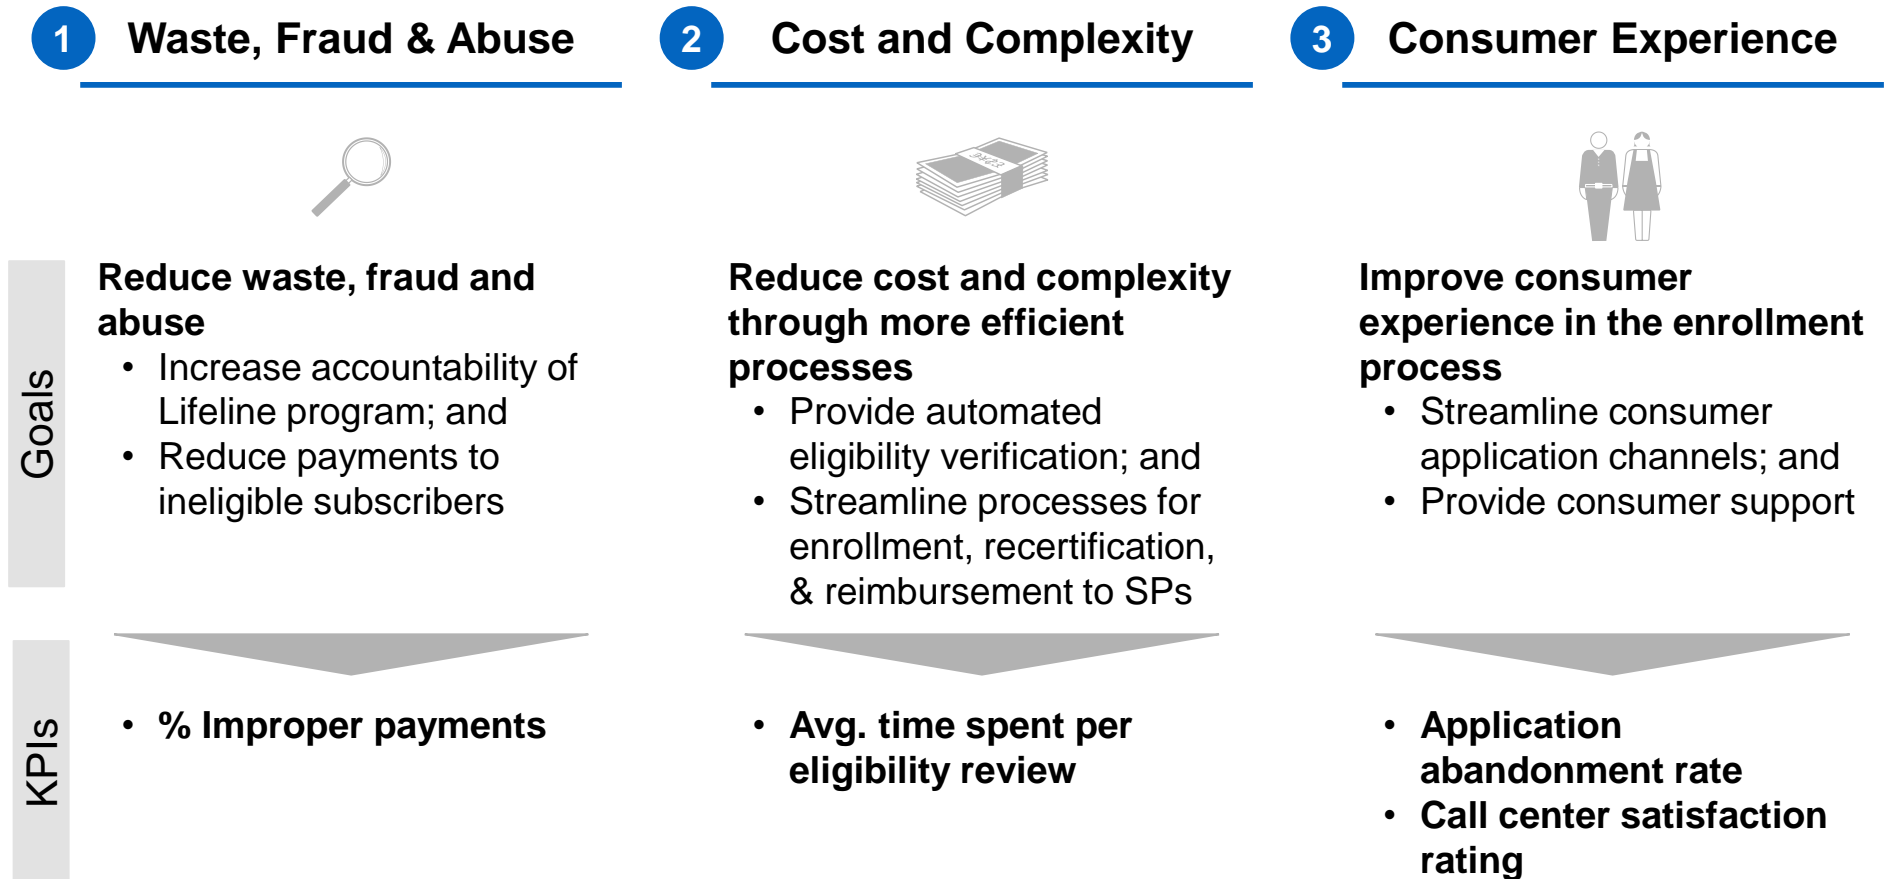 1 Waste, Fraud & Abuse
2 Cost and Complexity
3 Consumer Experience
Goals
Reduce waste, fraud and
abuse
• Increase accountability of
Lifeline program; and
• Reduce payments to
ineligible subscribers
Reduce cost and complexity
through more efficient
processes
• Provide automated
eligibility verification; and
• Streamline processes for
enrollment, recertification,
& reimbursement to SPs
Improve consumer
experience in the enrollment
process
• Streamline consumer
application channels; and
• Provide consumer support
KPIs
• % Improper payments
• Avg. time spent per
eligibility review
• Application
abandonment rate
• Call center satisfaction
rating